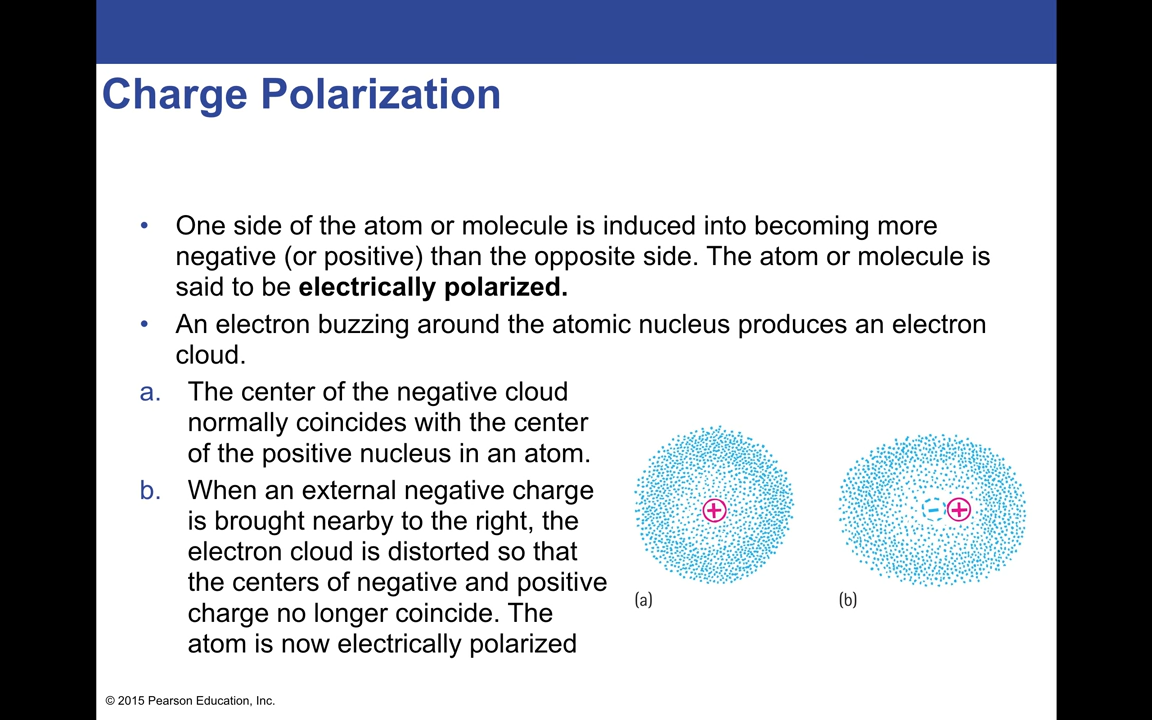 Charge Polarization
• One side of the atom or molecule is induced into becoming more
negative (or positive) than the opposite side. The atom or molecule is
said to be electrically polarized.
• An electron buzzing around the atomic nucleus produces an electron
cloud.
a. The center of the negative cloud
normally coincides with the center
of the positive nucleus in an atom.
b. When an external negative charge
is brought nearby to the right, the
electron cloud is distorted so that
the centers of negative and positive
charge no longer coincide. The
atom is now electrically polarized
+
− +
(a)
(b)
© 2015 Pearson Education, Inc.